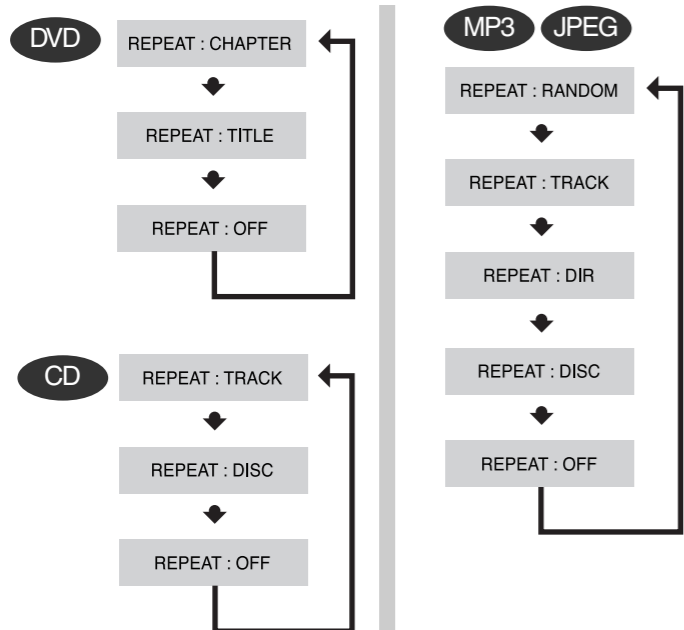 DVD
REPEAT : CHAPTER
REPEAT : TITLE
REPEAT : OFF
CD
REPEAT : TRACK
REPEAT : DISC
REPEAT : OFF
MP3 JPEG
REPEAT : RANDOM
REPEAT : TRACK
REPEAT : DIR
REPEAT : DISC
REPEAT : OFF